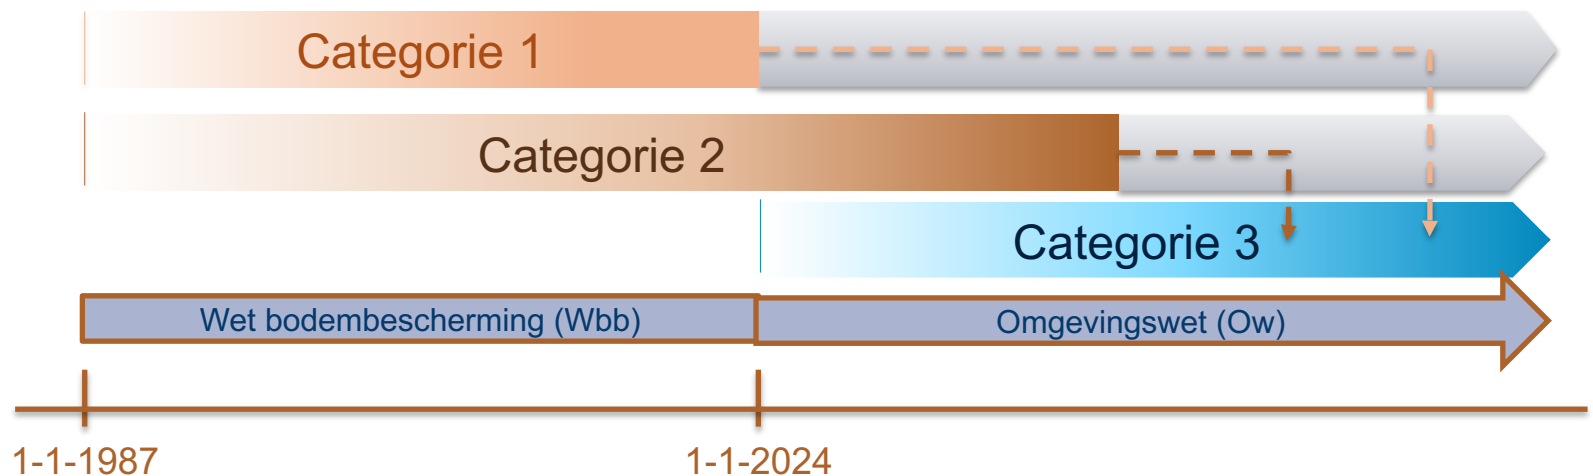 Categorie 1
Categorie 2
Categorie 3
Wet bodembescherming (Wbb)
Omgevingswet (Ow)
1-1-1987
1-1-2024